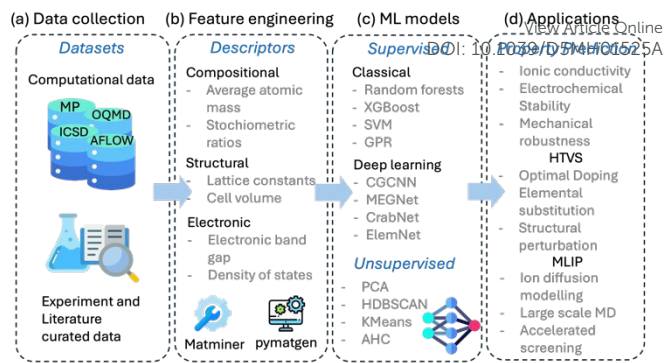 (a) Data collection
Datasets
Computational data
MP
OQMD
ICSD
AFLOW
Experiment and
Literature
curated data
(b) Feature engineering
Descriptors
Compositional
- Average atomic
mass
- Stochiometric
ratios
Structural
- Lattice constants
- Cell volume
Electronic
- Electronic band
gap
- Density of states
Matminer
pymatgen
(c) ML models
Supervised
Classical
- Random forests
- XGBoost
- SVM
- GPR
Deep learning
- CGCNN
- MEGNet
- CrabNet
- ElemNet
Unsupervised
- PCA
- HDBSCAN
- KMeans
- AHC
(d) Applications
View Article Online
DOI: 10.1039/D5MH01525A
Property Prediction
- Ionic conductivity
- Electrochemical
Stability
- Mechanical
robustness
HTVS
- Optimal Doping
- Elemental
substitution
- Structural
perturbation
MLIP
- Ion diffusion
modelling
- Large scale MD
- Accelerated
screening